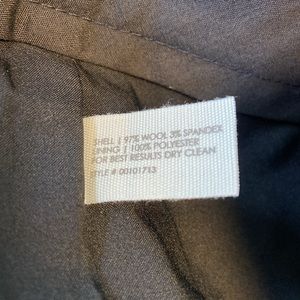 SHELL | 97% WOOL 3% SPANDEX
LINING | 100% POLYESTER
FOR BEST RESULTS DRY CLEAN
STYLE # 00101713